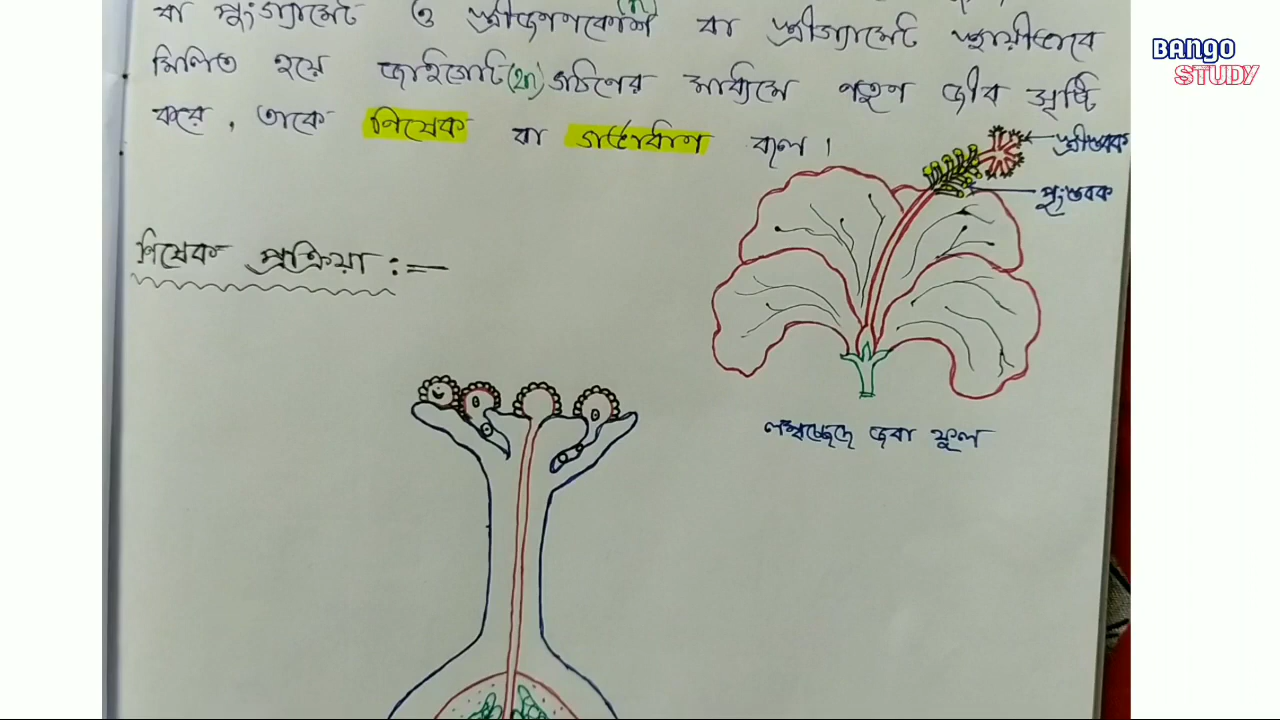 বা পুংগ্যামেট ও স্ত্রীজননকোশ (n) বা স্ত্রীগ্যামেট স্থায়ীভাবে
মিলিত হয়ে জাইগোট(2n) গঠনের মাধ্যমে নতুন জীব সৃষ্টি
করে, তাকে নিষেক বা গর্ভাধান বলে।
BANGO
STUDY
স্ত্রীস্তবক
পুংস্তবক
নিষেক প্রক্রিয়া :—
লম্বচ্ছেদে জবা ফুল